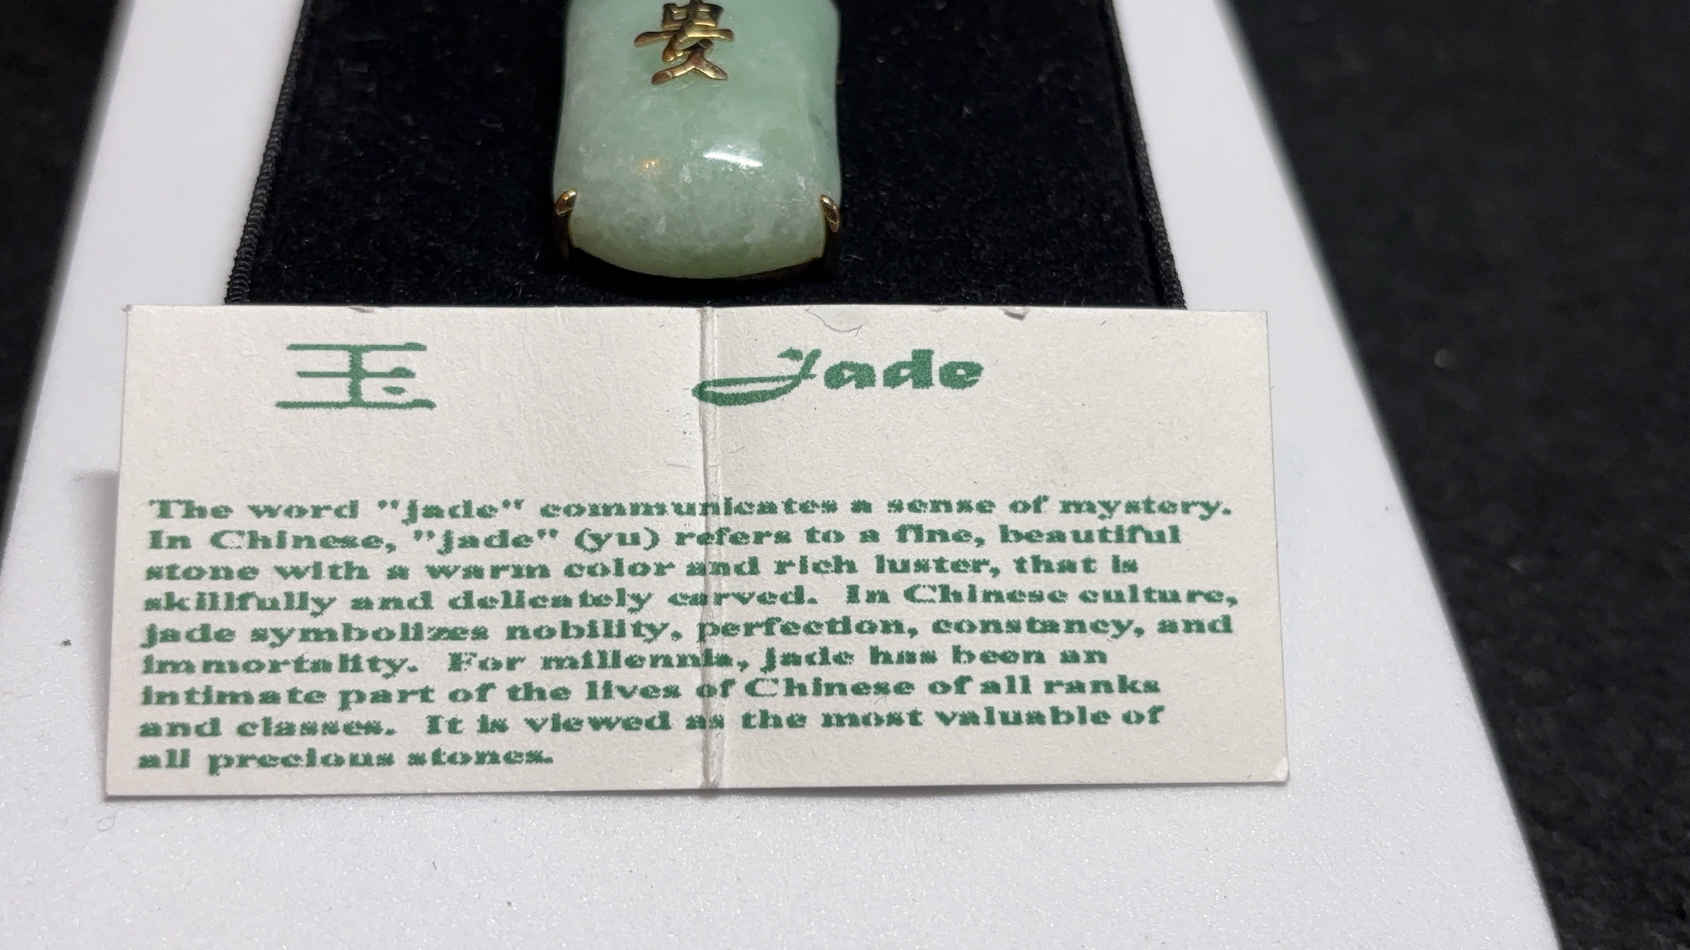 贵
玉 Jade
The word "jade" communicates a sense of mystery.
In Chinese, "jade" (yu) refers to a fine, beautiful
stone with a warm color and rich luster, that is
skillfully and delicately carved. In Chinese culture,
jade symbolizes nobility, perfection, constancy, and
immortality. For millennia, jade has been an
intimate part of the lives of Chinese of all ranks
and classes. It is viewed as the most valuable of
all precious stones.